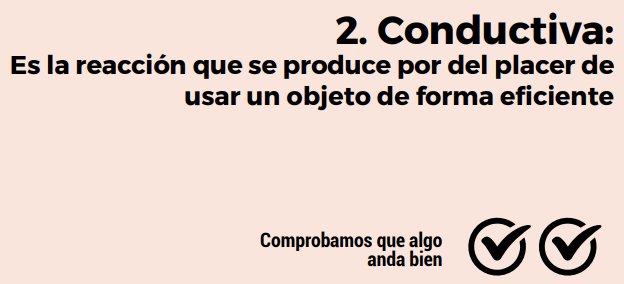 2. Conductiva:
Es la reacción que se produce por del placer de
usar un objeto de forma eficiente
Comprobamos que algo
anda bien